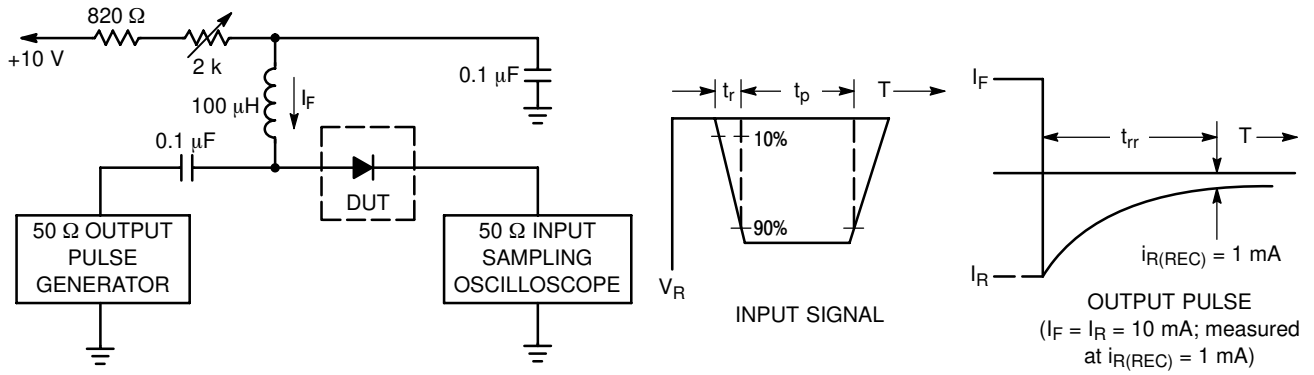 820 Ω
+10 V
2 k
0.1 μF
100 μH
I_F
0.1 μF
DUT
50 Ω OUTPUT
PULSE
GENERATOR
50 Ω INPUT
SAMPLING
OSCILLOSCOPE
t_r
t_p
T
10%
90%
V_R
INPUT SIGNAL
I_F
t_rr
T
i_R(REC) = 1 mA
I_R
OUTPUT PULSE
(I_F = I_R = 10 mA; measured
at i_R(REC) = 1 mA)